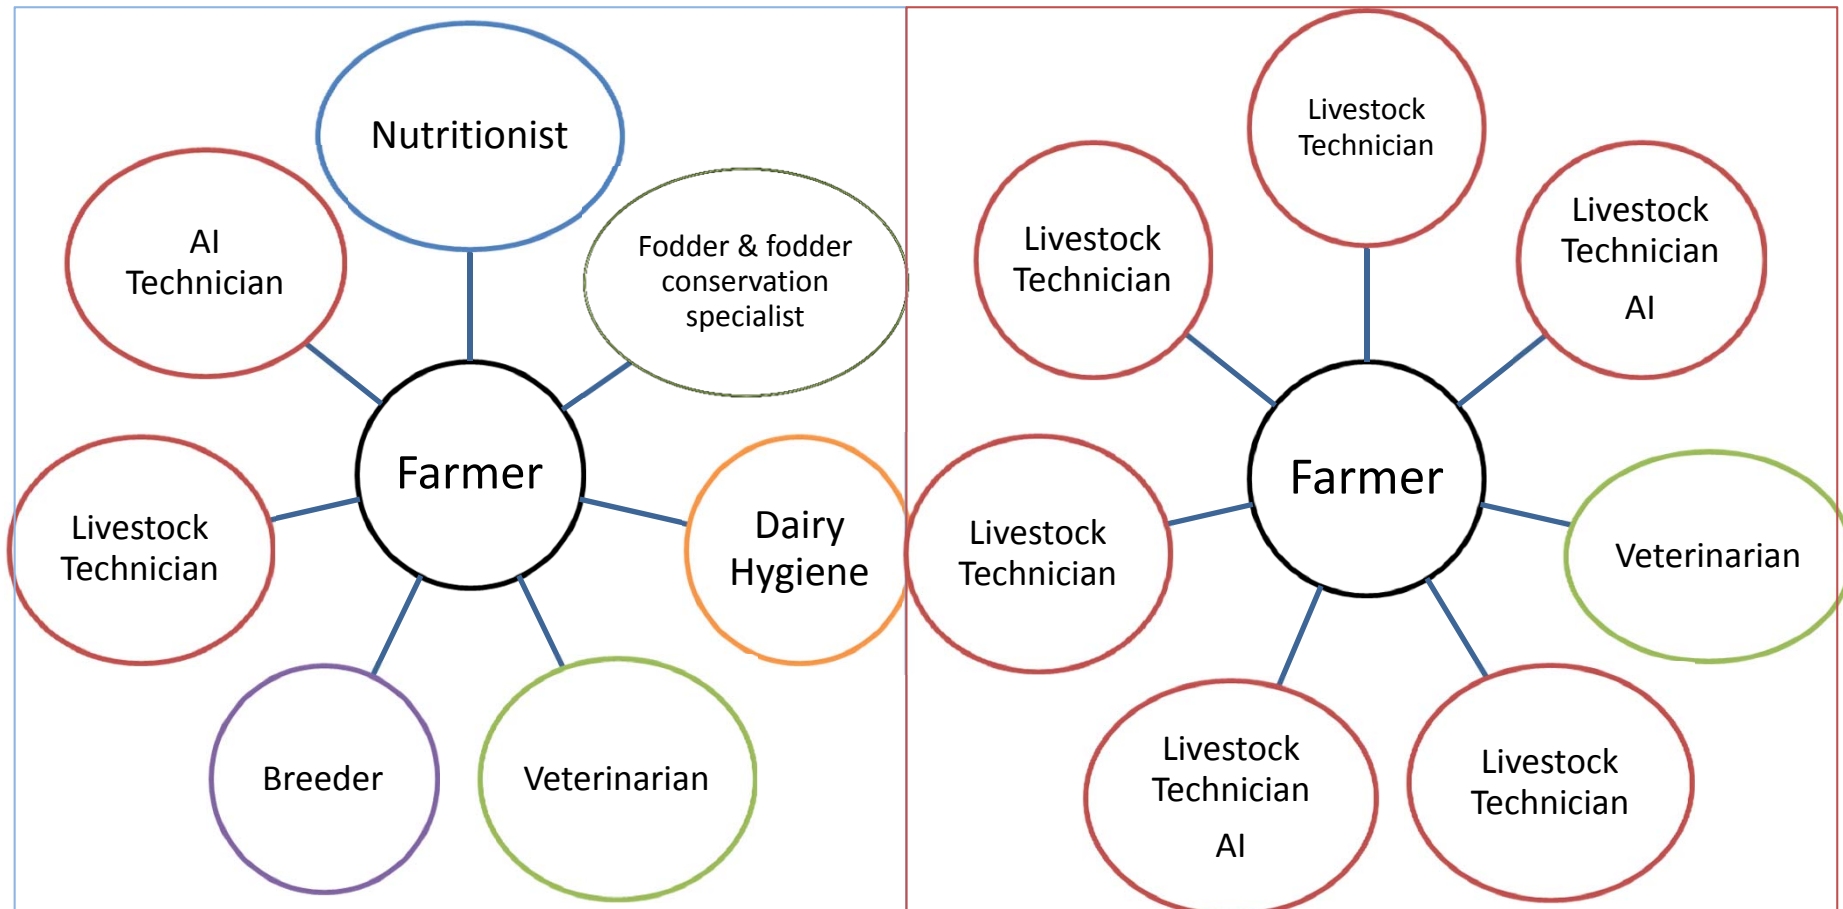 Nutritionist
AI
Technician
Fodder & fodder
conservation
specialist
Farmer
Livestock
Technician
Dairy
Hygiene
Breeder
Veterinarian
Livestock
Technician
Livestock
Technician
Livestock
Technician
AI
Farmer
Livestock
Technician
Veterinarian
Livestock
Technician
AI
Livestock
Technician